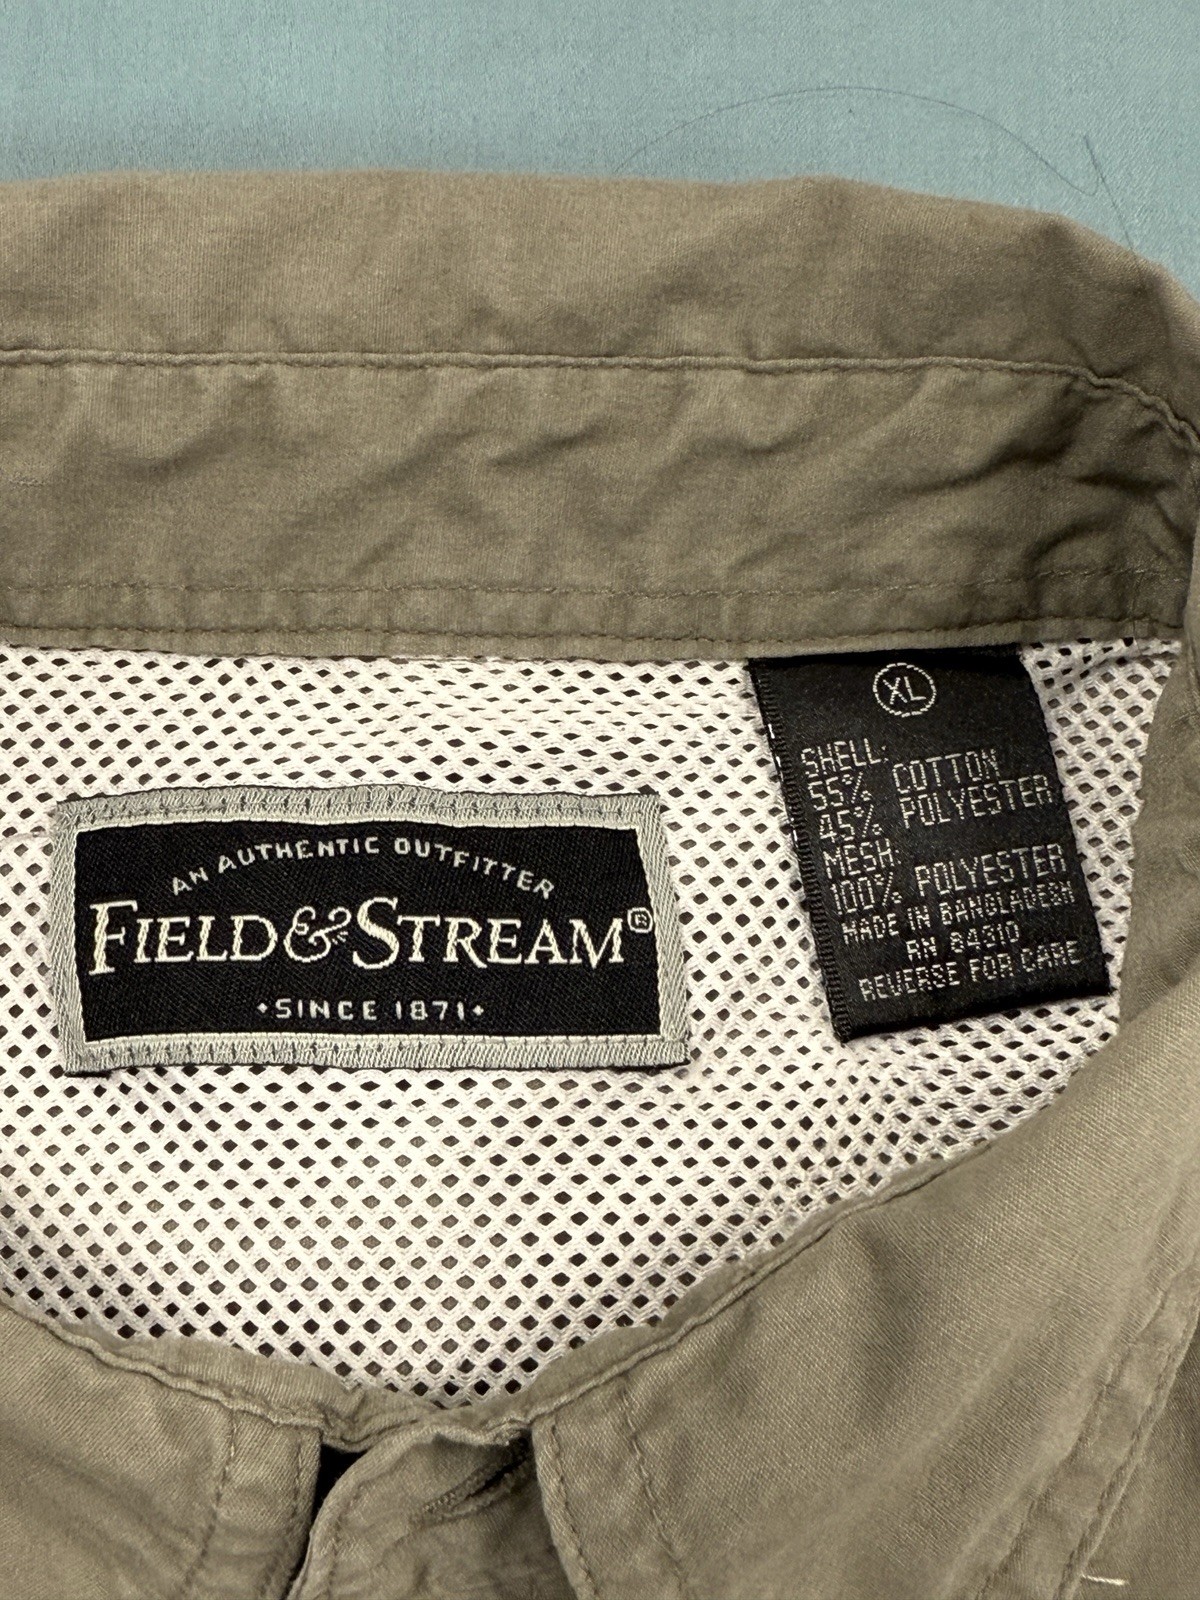 AN AUTHENTIC OUTFITTER
FIELD & STREAM®
•SINCE 1871•
XL
SHELL:
55% COTTON
45% POLYESTER
MESH:
100% POLYESTER
MADE IN BANGLADESH
RN 84310
REVERSE FOR CARE